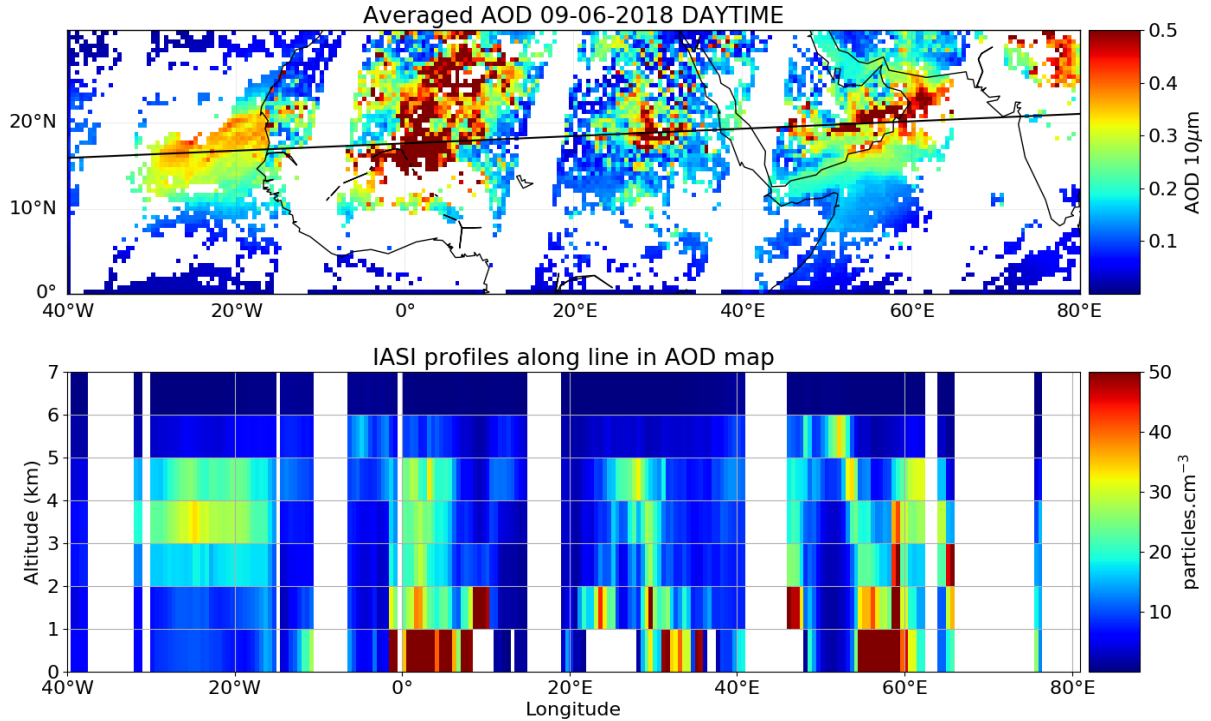 Averaged AOD 09-06-2018 DAYTIME
20°N
10°N
0°
40°W
20°W
0°
20°E
40°E
60°E
80°E
0.5
0.4
0.3
0.2
0.1
AOD 10μm
IASI profiles along line in AOD map
Altitude (km)
7
6
5
4
3
2
1
0
40°W
20°W
0°
20°E
40°E
60°E
80°E
Longitude
50
40
30
20
10
particles.cm⁻³